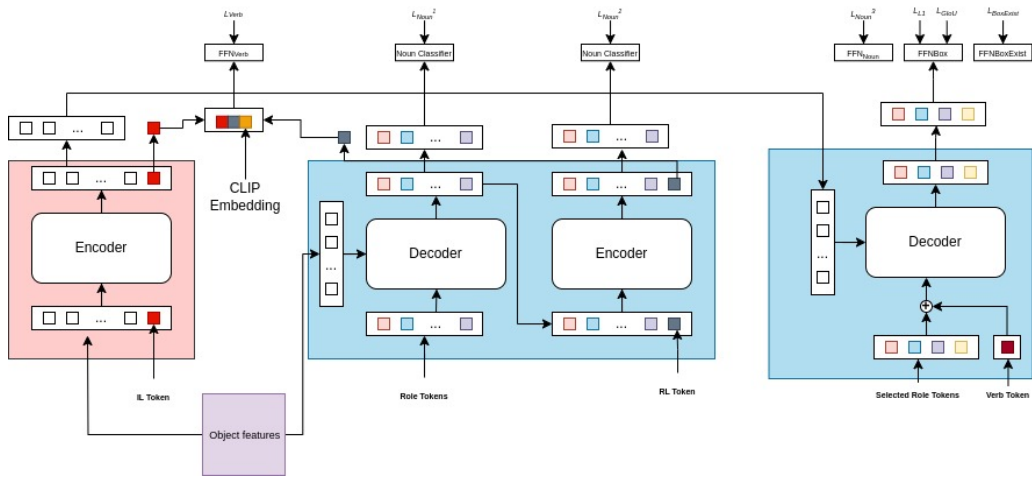 L_Verb
L_Noun^1
L_Noun^2
L_Noun^3
L_L1
L_GIoU
L_BoxExist
FFN_Verb
Noun Classifier
Noun Classifier
FFN_Noun
FFNBox
FFNBoxExist
...
...
...
CLIP
Embedding
...
...
...
Encoder
Decoder
Encoder
Decoder
...
...
...
...
...
IL Token
Role Tokens
RL Token
Selected Role Tokens
Verb Token
Object features